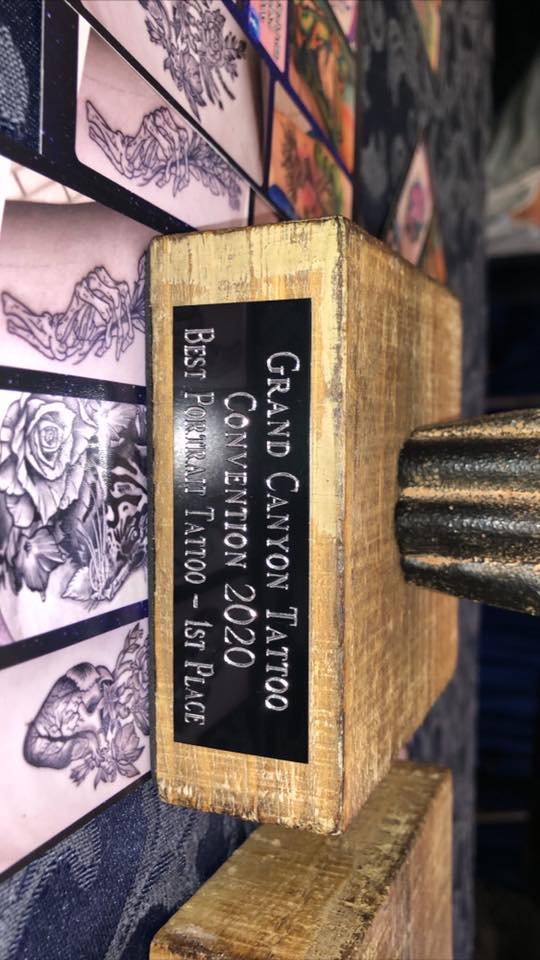 Grand Canyon Tattoo
Convention 2020
Best Portrait Tattoo - 1st Place